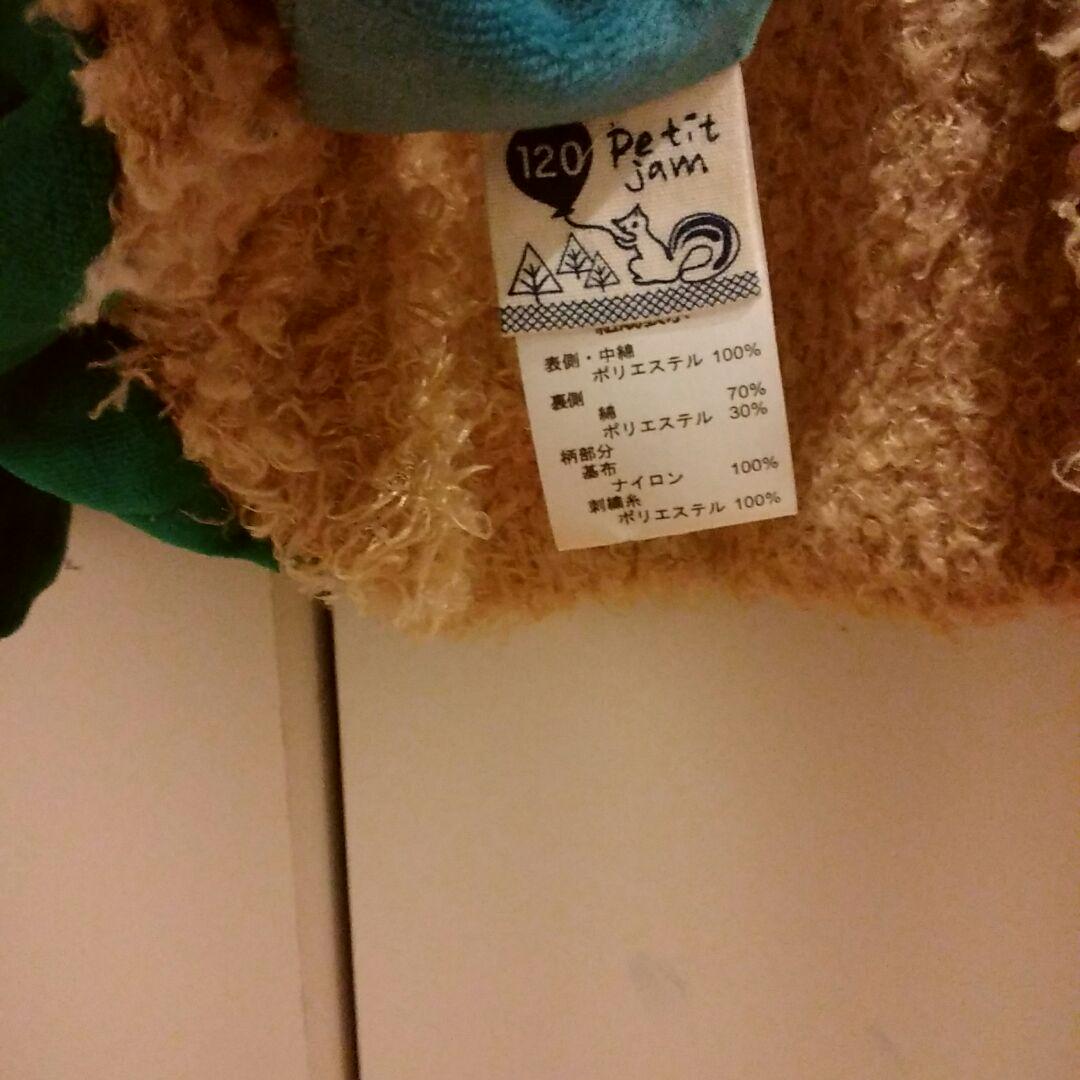 120
Petit
jam
表側・中綿
ポリエステル 100%
裏側 70%
綿 30%
ポリエステル
柄部分
基布
ナイロン 100%
刺繍糸
ポリエステル 100%